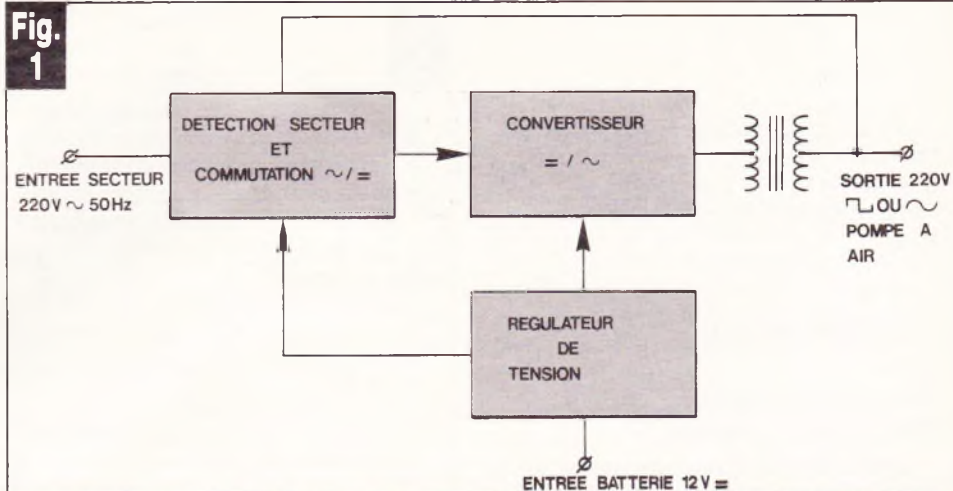 Fig.
1
DETECTION SECTEUR
ET
COMMUTATION ∼/=
CONVERTISSEUR
= / ∼
ENTREE SECTEUR
220V ∼ 50Hz
SORTIE 220V
⊓⊔ OU ∼
POMPE A
AIR
REGULATEUR
DE
TENSION
ENTREE BATTERIE 12V =